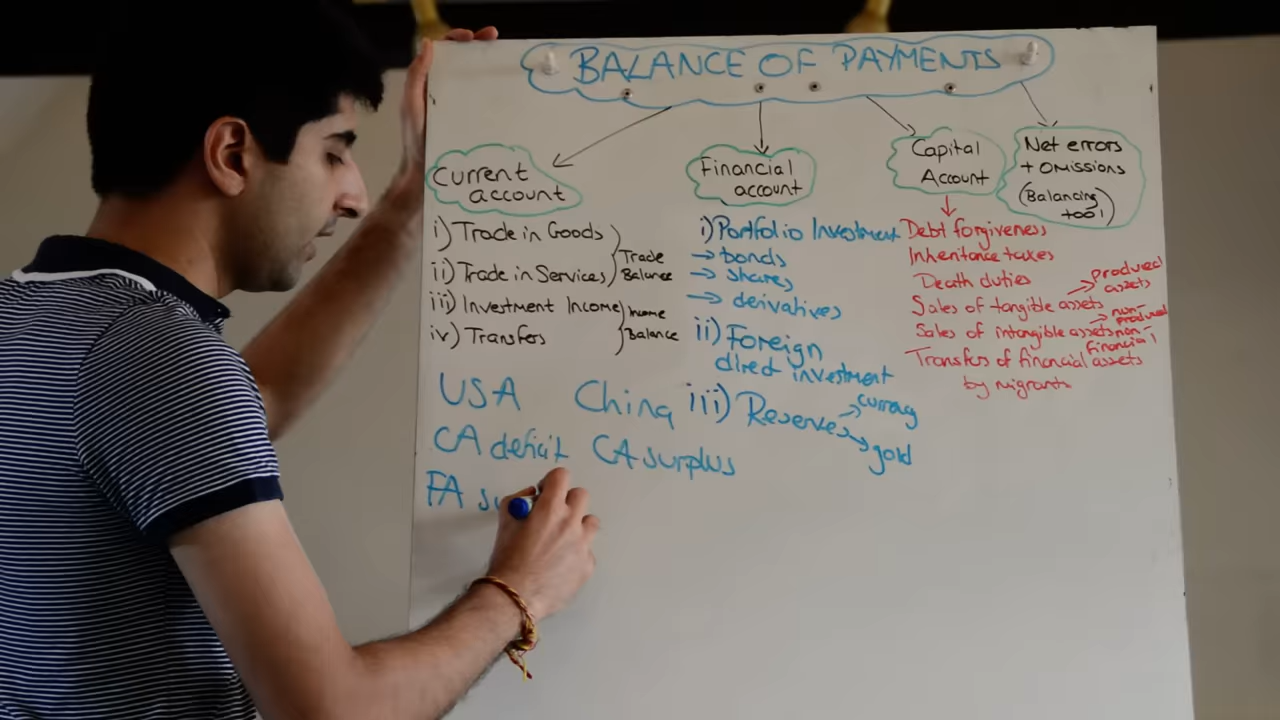 BALANCE OF PAYMENTS
Current
account
i) Trade in Goods
ii) Trade in Services
Trade
Balance
iii) Investment Income
iv) Transfers
Income
Balance
Financial
account
i) Portfolio Investment
→ bonds
→ shares
→ derivatives
ii) Foreign
direct investment
iii) Reserves
→ currency
→ gold
Capital
Account
Debt forgiveness
Inheritance taxes
Death duties
Sales of tangible assets
→ produced
assets
Sales of intangible assets
→ non-
produced
non-
financial
Transfers of financial assets
by migrants
Net errors
+ Omissions
(Balancing
tool)
USA
CA deficit
FA su
China
CA surplus